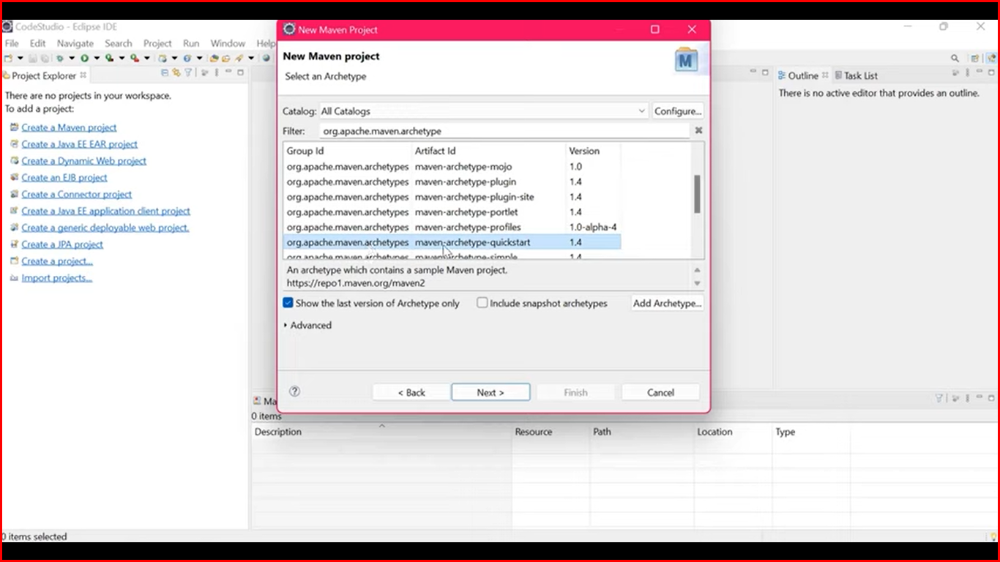 CodeStudio - Eclipse IDE
File Edit Navigate Search Project Run Window Help
Project Explorer
There are no projects in your workspace.
To add a project:
Create a Maven project
Create a Java EE EAR project
Create a Dynamic Web project
Create an EJB project
Create a Connector project
Create a Java EE application client project
Create a generic deployable web project.
Create a JPA project
Create a project...
Import projects...
New Maven Project
New Maven project
Select an Archetype
M
Catalog: All Catalogs Configure...
Filter: org.apache.maven.archetype
Group Id Artifact Id Version
org.apache.maven.archetypes maven-archetype-mojo 1.0
org.apache.maven.archetypes maven-archetype-plugin 1.4
org.apache.maven.archetypes maven-archetype-plugin-site 1.4
org.apache.maven.archetypes maven-archetype-portlet 1.4
org.apache.maven.archetypes maven-archetype-profiles 1.0-alpha-4
org.apache.maven.archetypes maven-archetype-quickstart 1.4
org.apache.maven.archetypes maven-archetype-simple 1.4
An archetype which contains a sample Maven project.
https://repo1.maven.org/maven2
Show the last version of Archetype only Include snapshot archetypes Add Archetype...
Advanced
? < Back Next > Finish Cancel
Outline Task List
There is no active editor that provides an outline.
Ma
0 items
Description Resource Path Location Type
0 items selected